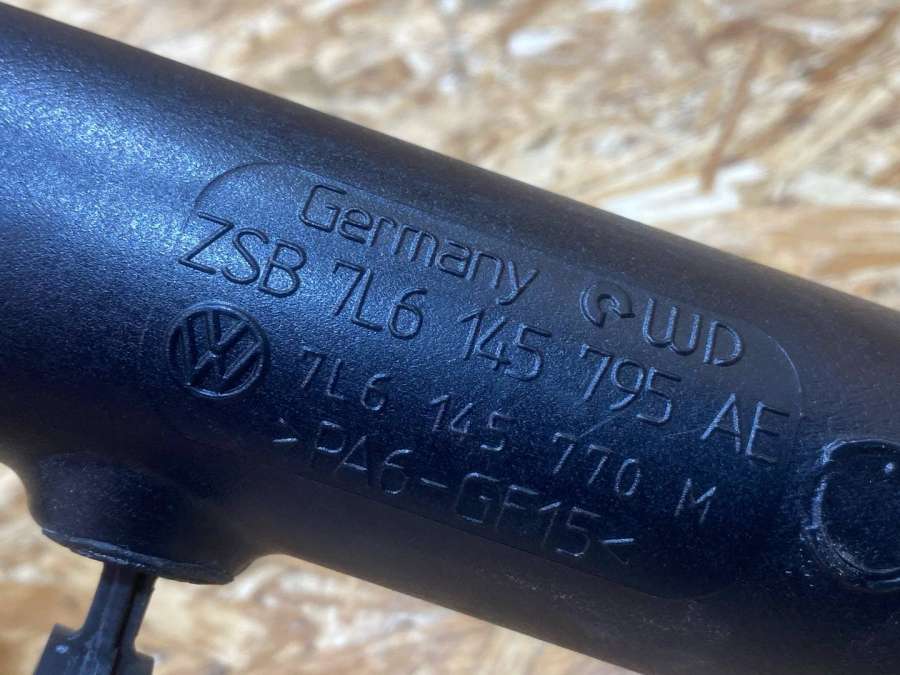 Germany WD
ZSB 7L6 145 795 AE
VW 7L6 145 770 M
>PA6-GF15<